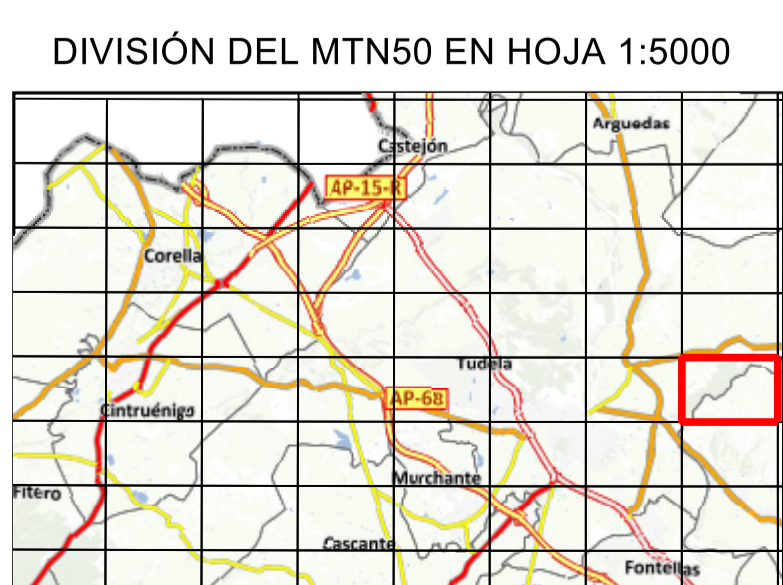 DIVISIÓN DEL MTN50 EN HOJA 1:5000
Arguedas
Castejón
AP-15-R
Corella
Tudela
AP-68
Cintruénigo
Murchante
Fitero
Cascante
Fontellas